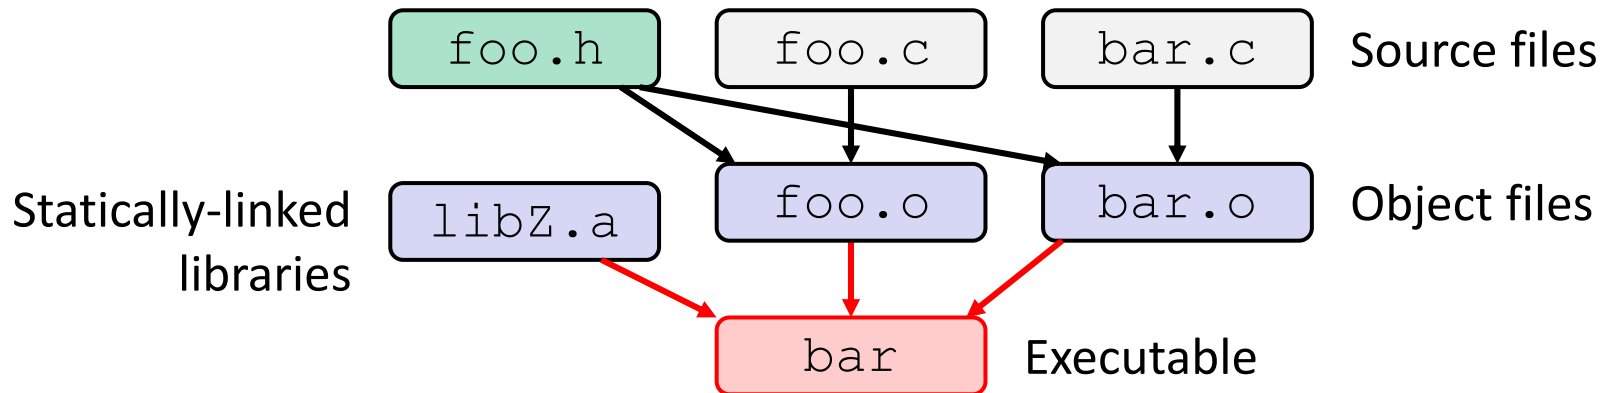 foo.h
foo.c
bar.c
Source files
Statically-linked
libraries
libZ.a
foo.o
bar.o
Object files
bar
Executable